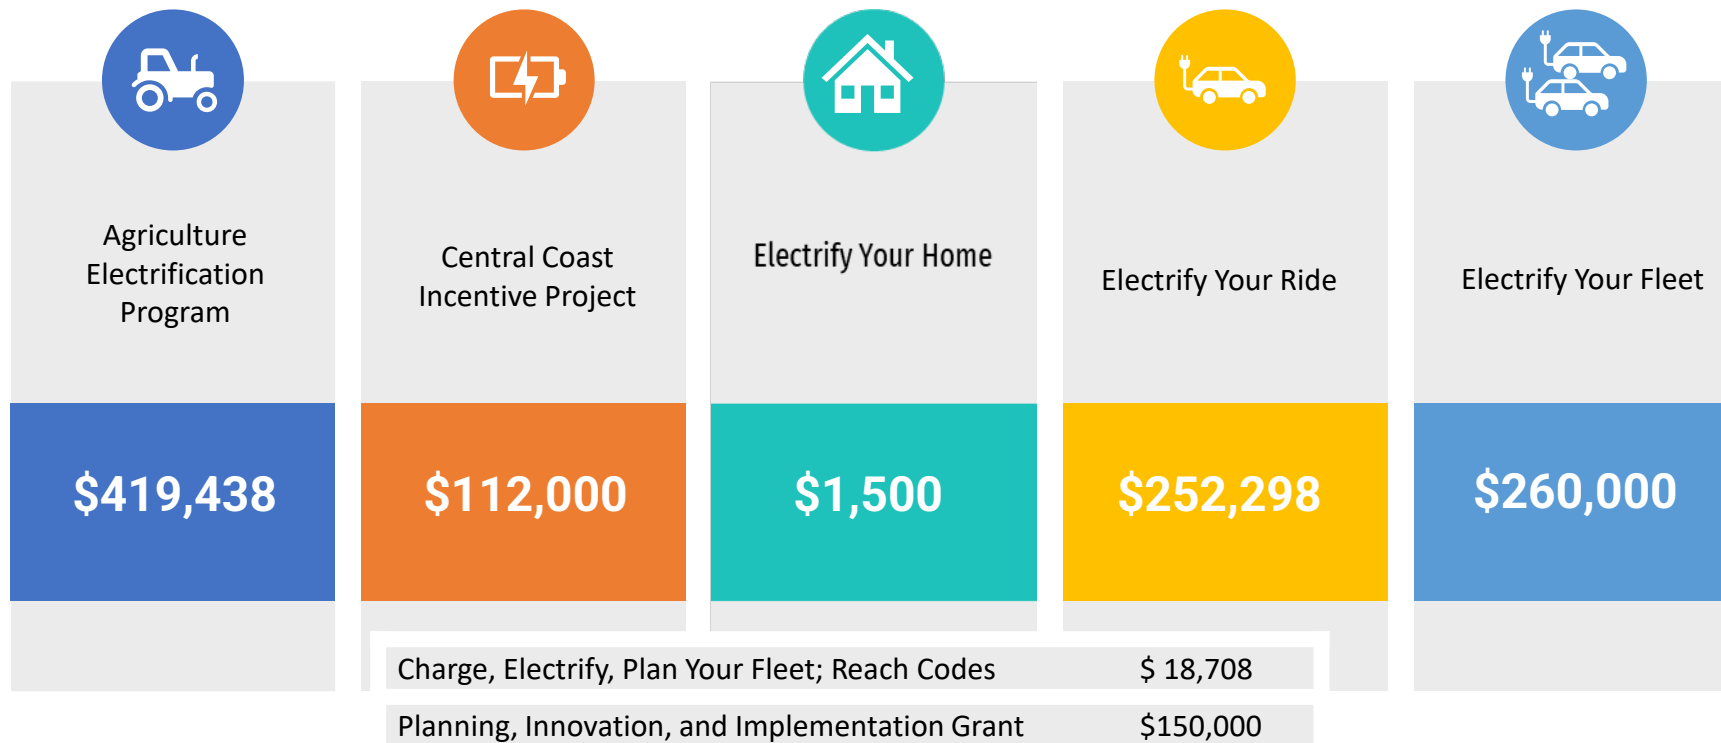 Agriculture
Electrification
Program
$419,438
Central Coast
Incentive Project
$112,000
Electrify Your Home
$1,500
Electrify Your Ride
$252,298
Electrify Your Fleet
$260,000
Charge, Electrify, Plan Your Fleet; Reach Codes $ 18,708
Planning, Innovation, and Implementation Grant $150,000